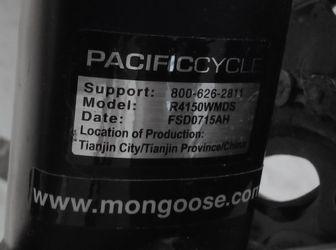 PACIFICCYCLE
Support: 800-626-2811
Model: R4150WMDS
Date: FSD0715AH
Location of Production:
Tianjin City/Tianjin Province/China
www.mongoose.com